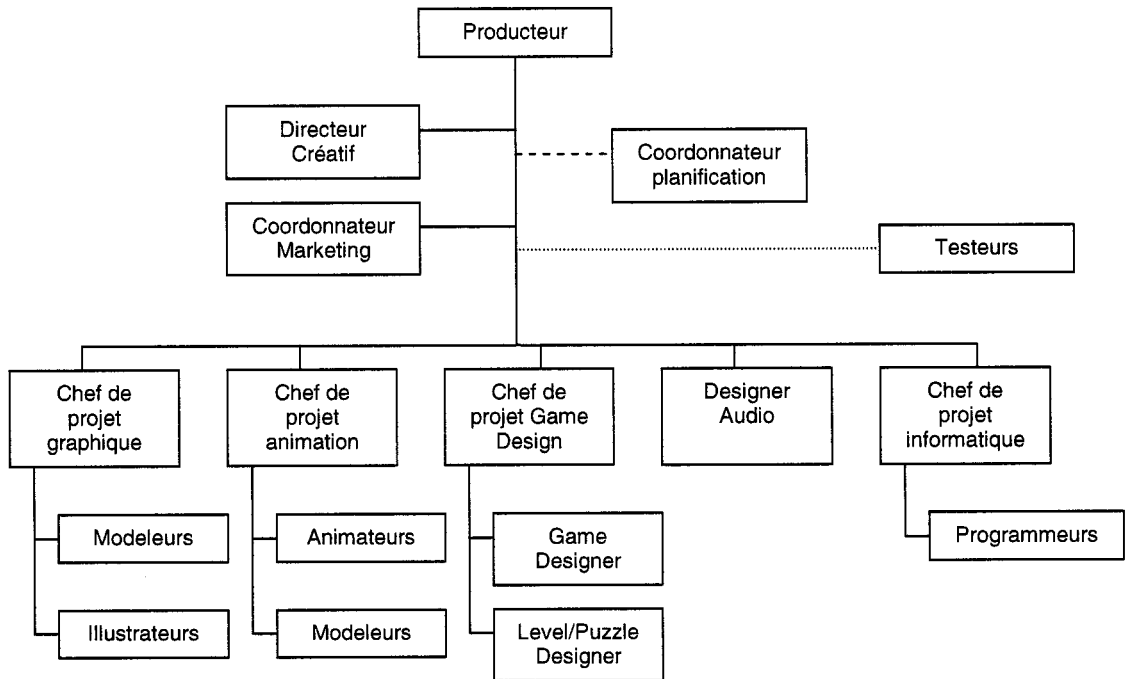 Producteur
Directeur
Créatif
Coordonnateur
planification
Coordonnateur
Marketing
Testeurs
Chef de
projet
graphique
Chef de
projet
animation
Chef de
projet Game
Design
Designer
Audio
Chef de
projet
informatique
Modeleurs
Animateurs
Game
Designer
Programmeurs
Illustrateurs
Modeleurs
Level/Puzzle
Designer